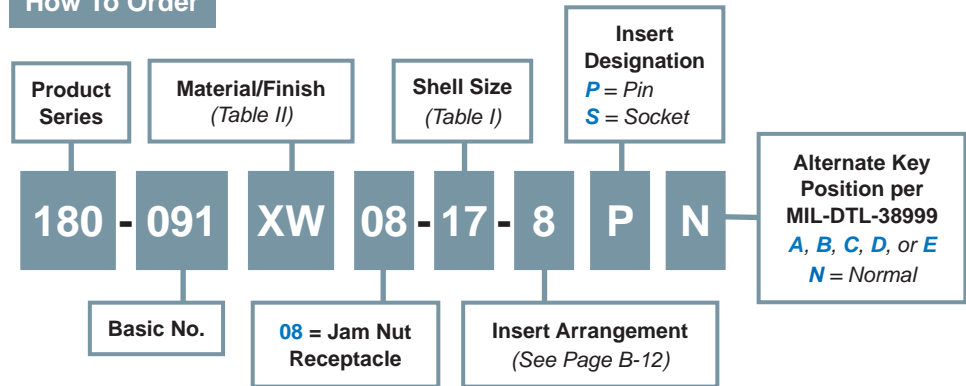 How To Order
Product
Series
Material/Finish
(Table II)
Shell Size
(Table I)
Insert
Designation
P = Pin
S = Socket
180 - 091 XW 08 - 17 - 8 P N
Alternate Key
Position per
MIL-DTL-38999
A, B, C, D, or E
N = Normal
Basic No.
08 = Jam Nut
Receptacle
Insert Arrangement
(See Page B-12)